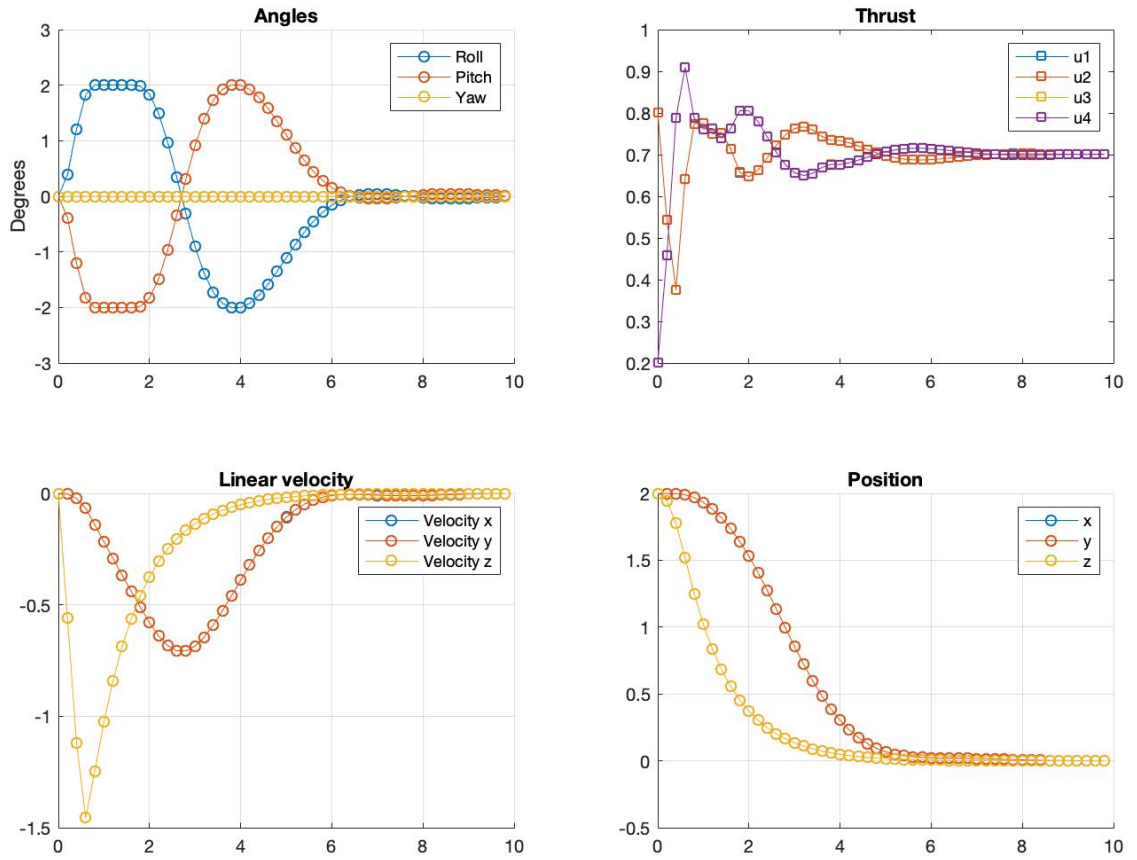 Angles
3
2
1
0
-1
-2
-3
Degrees
0
2
4
6
8
10
Roll
Pitch
Yaw
Thrust
1
0.9
0.8
0.7
0.6
0.5
0.4
0.3
0.2
0
2
4
6
8
10
u1
u2
u3
u4
Linear velocity
0
-0.5
-1
-1.5
0
2
4
6
8
10
Velocity x
Velocity y
Velocity z
Position
2
1.5
1
0.5
0
-0.5
0
2
4
6
8
10
x
y
z